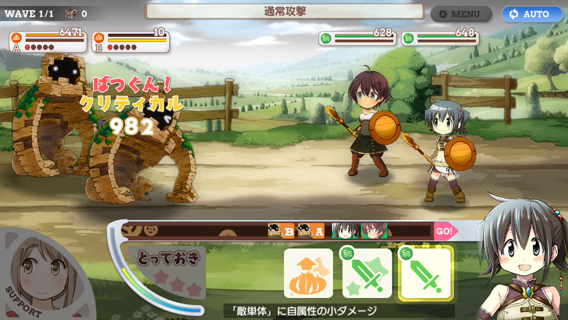 WAVE 1/1
0
通常攻撃
MENU
AUTO
6471
A
10
B
628
648
ばつぐん!
クリティカル
982
B
A
GO!
とっておき
SUPPORT
「敵単体」に自属性の小ダメージ